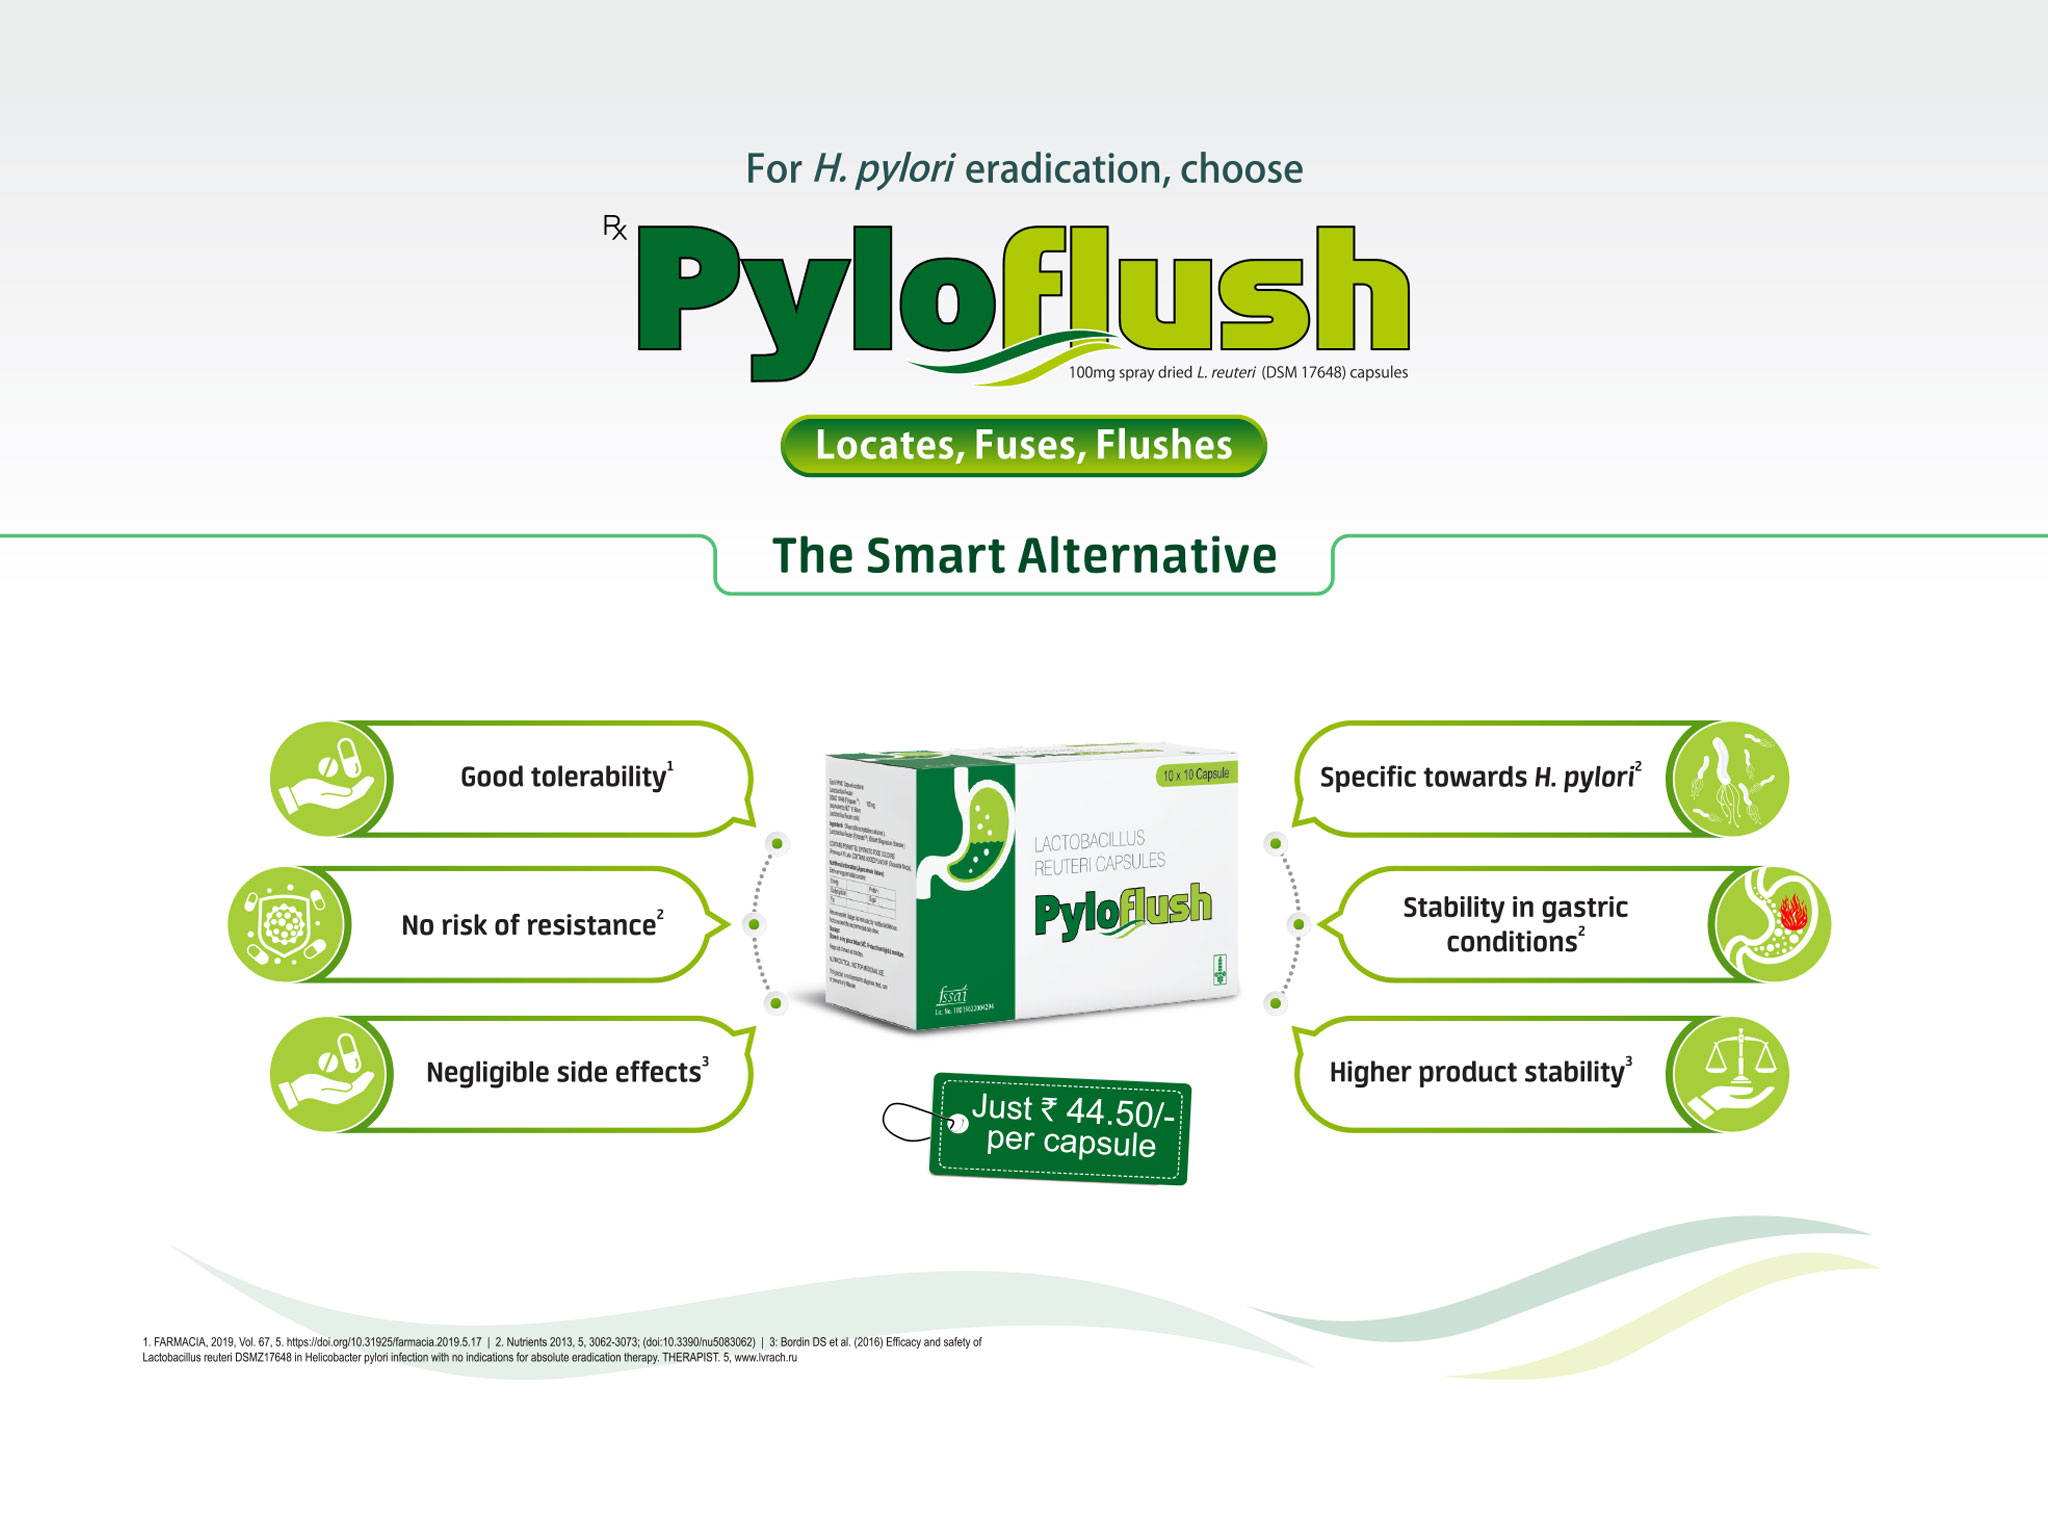 For H. pylori eradication, choose
Rx Pyloflush
100mg spray dried L. reuteri (DSM 17648) capsules
Locates, Fuses, Flushes
The Smart Alternative
Good tolerability¹
No risk of resistance²
Negligible side effects³
10 x 10 Capsule
LACTOBACILLUS
REUTERI CAPSULES
Pyloflush
fssai
Lic. No.
Just ₹ 44.50/-
per capsule
Specific towards H. pylori²
Stability in gastric
conditions²
Higher product stability³
1. FARMACIA, 2019, Vol. 67, 5. https://doi.org/10.31925/farmacia.2019.5.17 | 2. Nutrients 2013, 5, 3062-3073; (doi:10.3390/nu5083062) | 3: Bordin DS et al. (2016) Efficacy and safety of
Lactobacillus reuteri DSMZ17648 in Helicobacter pylori infection with no indications for absolute eradication therapy. THERAPIST. 5, www.lvrach.ru